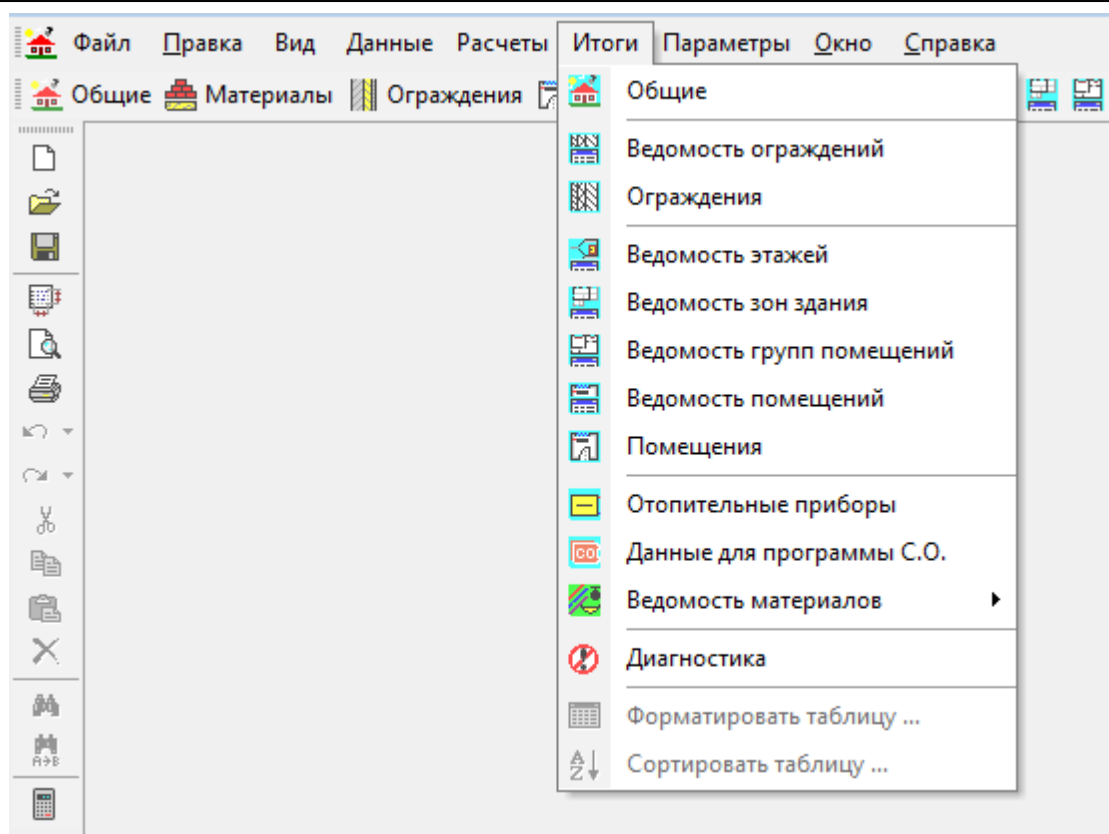 Файл Правка Вид Данные Расчеты Итоги Параметры Окно Справка
Общие Материалы Ограждения
Общие
Ведомость ограждений
Ограждения
Ведомость этажей
Ведомость зон здания
Ведомость групп помещений
Ведомость помещений
Помещения
Отопительные приборы
CO Данные для программы С.О.
Ведомость материалов
Диагностика
Форматировать таблицу ...
A Z Сортировать таблицу ...
A→B